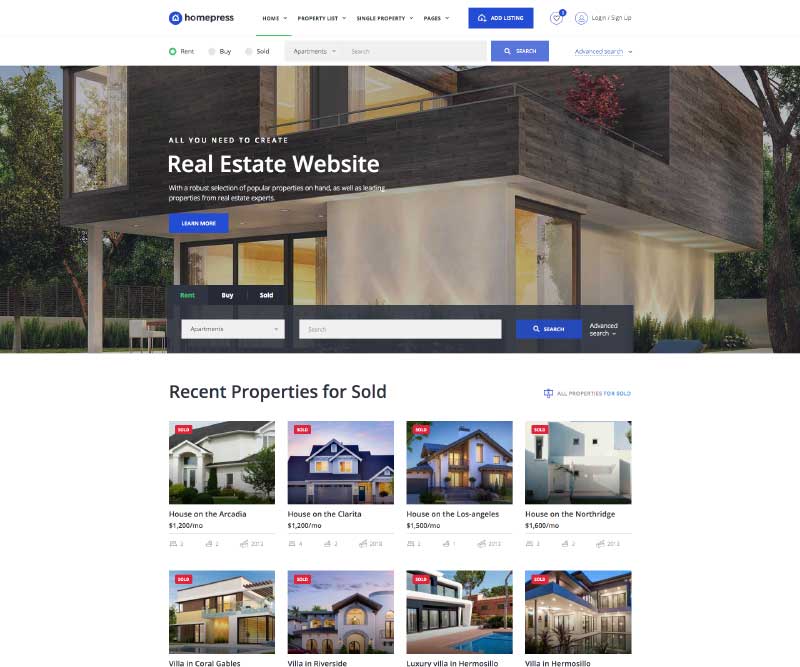 homepress
HOME
PROPERTY LIST
SINGLE PROPERTY
PAGES
ADD LISTING
Login / Sign Up
Rent
Buy
Sold
Apartments
Search
SEARCH
Advanced search
ALL YOU NEED TO CREATE
Real Estate Website
With a robust selection of popular properties on hand, as well as leading
properties from real estate experts.
LEARN MORE
Rent
Buy
Sold
Apartments
Search
SEARCH
Advanced
search
Recent Properties for Sold
ALL PROPERTIES FOR SOLD
SOLD
SOLD
SOLD
SOLD
House on the Arcadia
House on the Clarita
House on the Los-angeles
House on the Northridge
$1,200/mo
$1,200/mo
$1,500/mo
$1,600/mo
3 2 2013
4 2 2018
1 2013
3 2013
SOLD
SOLD
SOLD
SOLD
Villa in Coral Gables
Villa in Riverside
Luxury villa in Hermosillo
Villa in Hermosillo